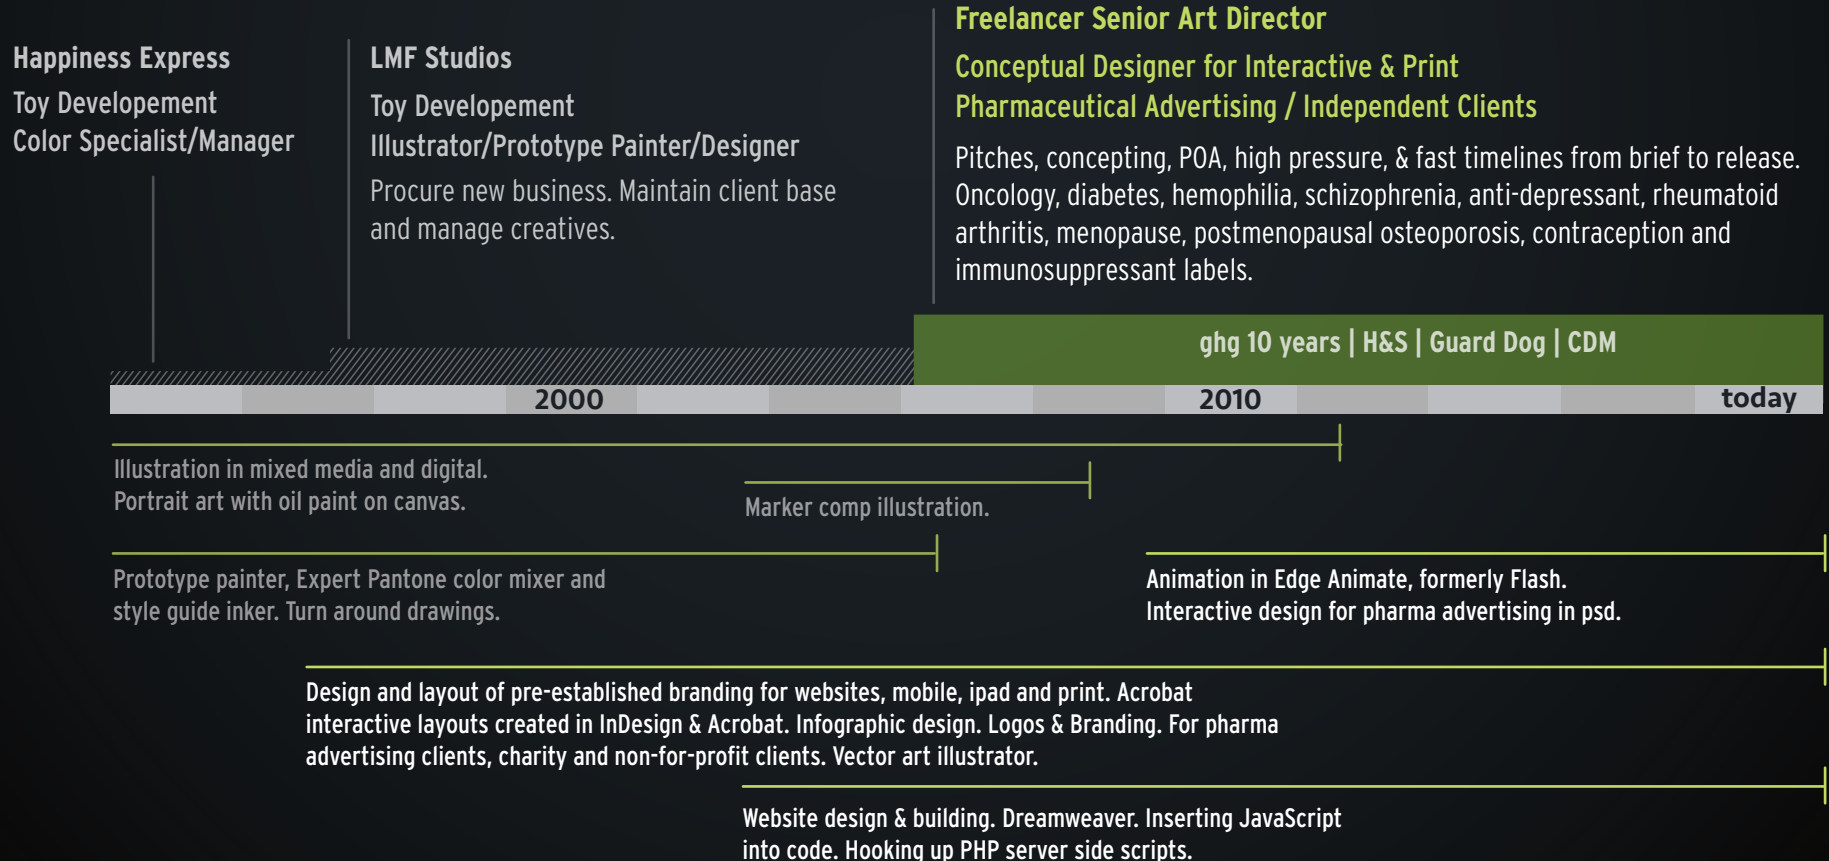 Happiness Express
Toy Developement
Color Specialist/Manager
LMF Studios
Toy Developement
Illustrator/Prototype Painter/Designer
Procure new business. Maintain client base
and manage creatives.
Freelancer Senior Art Director
Conceptual Designer for Interactive & Print
Pharmaceutical Advertising / Independent Clients
Pitches, concepting, POA, high pressure, & fast timelines from brief to release.
Oncology, diabetes, hemophilia, schizophrenia, anti-depressant, rheumatoid
arthritis, menopause, postmenopausal osteoporosis, contraception and
immunosuppressant labels.
ghg 10 years | H&S | Guard Dog | CDM
2000
2010
today
Illustration in mixed media and digital.
Portrait art with oil paint on canvas.
Marker comp illustration.
Prototype painter, Expert Pantone color mixer and
style guide inker. Turn around drawings.
Animation in Edge Animate, formerly Flash.
Interactive design for pharma advertising in psd.
Design and layout of pre-established branding for websites, mobile, ipad and print. Acrobat
interactive layouts created in InDesign & Acrobat. Infographic design. Logos & Branding. For pharma
advertising clients, charity and non-for-profit clients. Vector art illustrator.
Website design & building. Dreamweaver. Inserting JavaScript
into code. Hooking up PHP server side scripts.